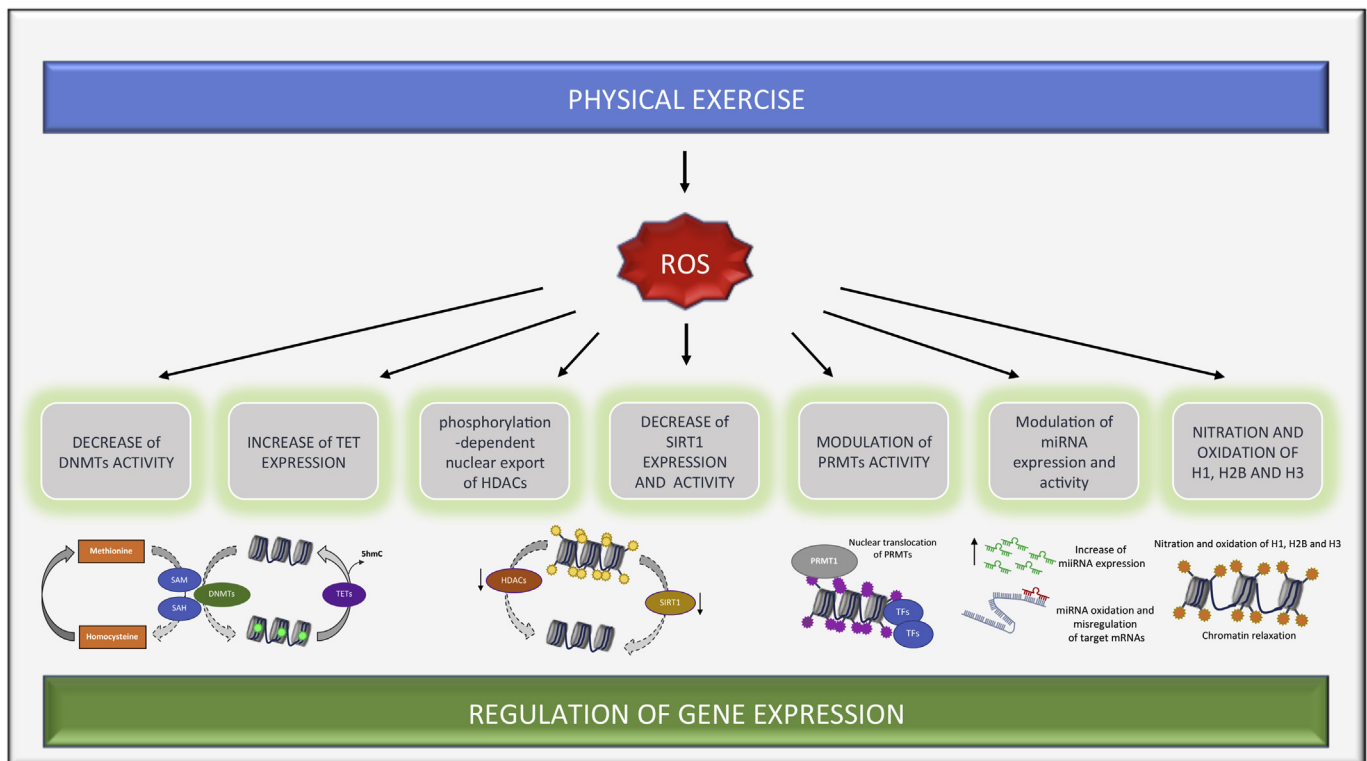 PHYSICAL EXERCISE
ROS
DECREASE of
DNMTs ACTIVITY
INCREASE of TET
EXPRESSION
phosphorylation
-dependent
nuclear export
of HDACs
DECREASE of
SIRT1
EXPRESSION
AND ACTIVITY
MODULATION of
PRMTs ACTIVITY
Modulation of
miRNA
expression and
activity
NITRATION AND
OXIDATION OF
H1, H2B AND H3
Methionine
SAM
SAH
DNMTs
Homocysteine
5hmC
TETs
HDACs
SIRT1
Nuclear translocation
of PRMTs
PRMT1
TFs
TFs
Increase of
miiRNA expression
miRNA oxidation and
misregulation
of target mRNAs
Nitration and oxidation of H1, H2B and H3
Chromatin relaxation
REGULATION OF GENE EXPRESSION